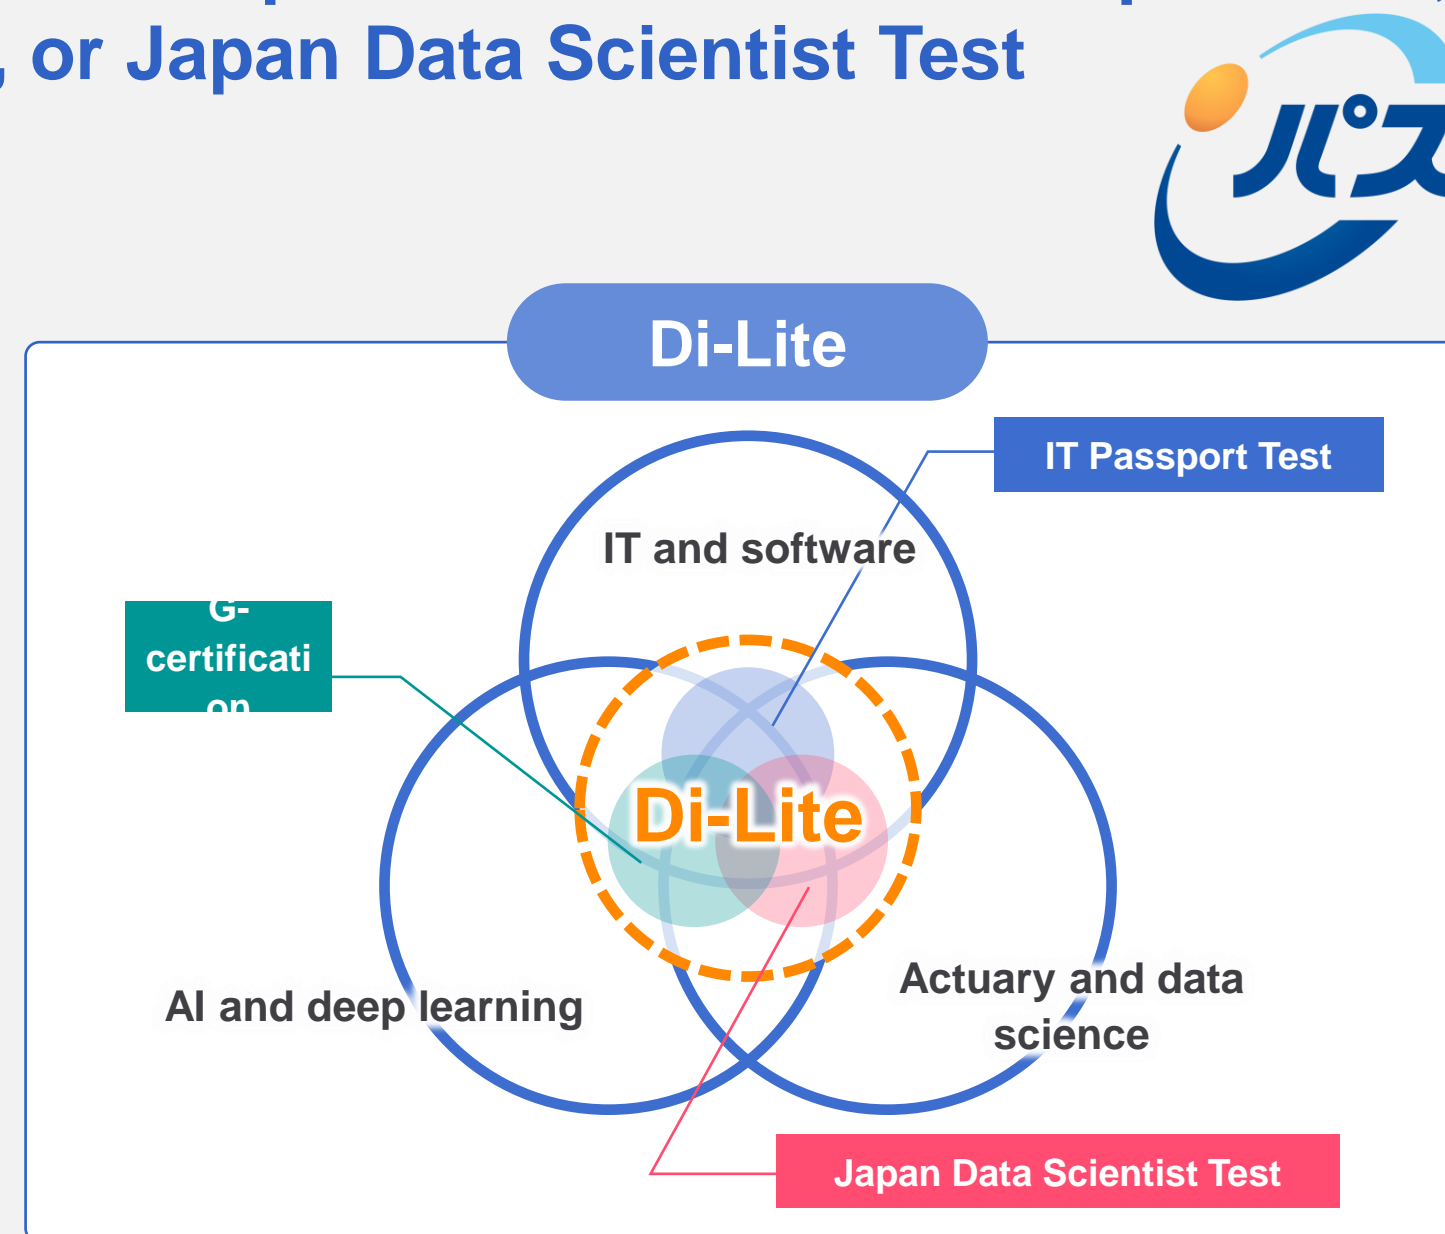 , or Japan Data Scientist Test
パス
Di-Lite
IT Passport Test
IT and software
G-
certificati
on
Di-Lite
Actuary and data
science
AI and deep learning
Japan Data Scientist Test